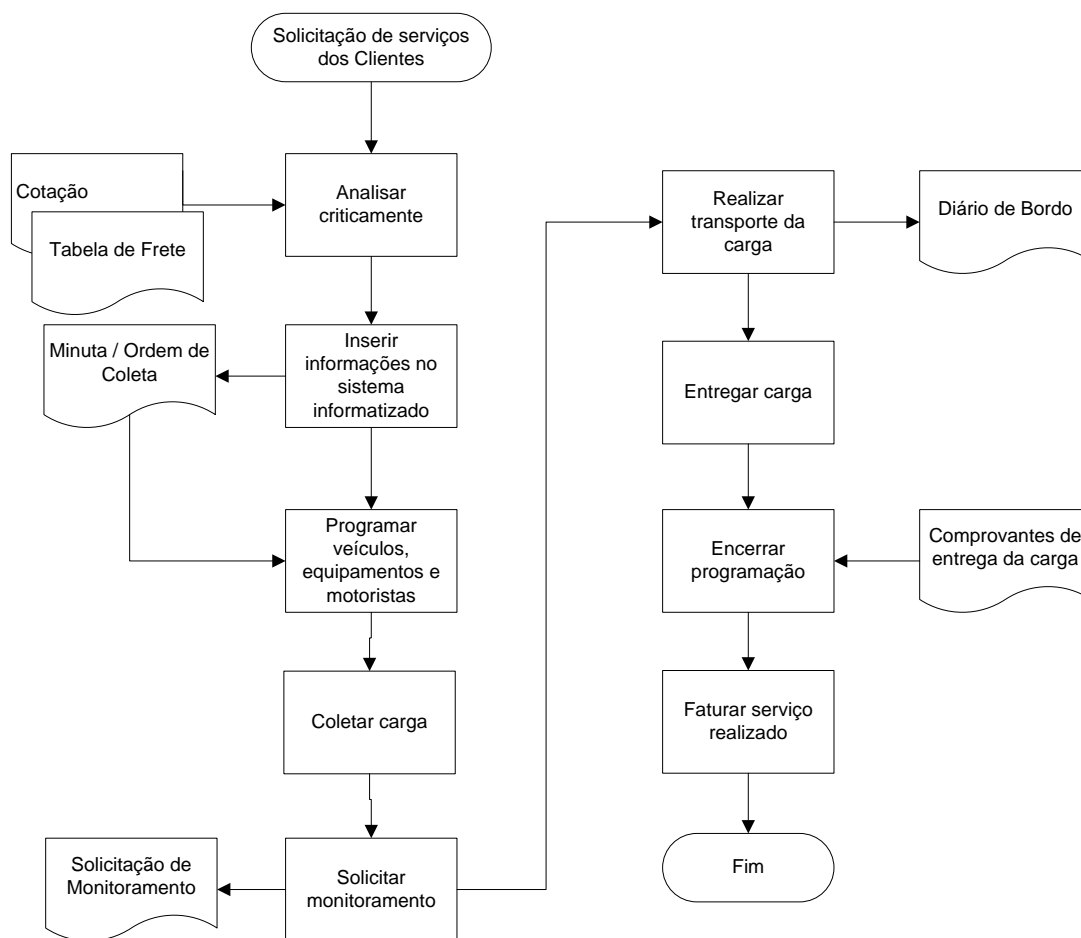 Solicitação de serviços
dos Clientes
Cotação
Tabela de Frete
Analisar
criticamente
Minuta / Ordem de
Coleta
Inserir
informações no
sistema
informatizado
Programar
veículos,
equipamentos e
motoristas
Coletar carga
Solicitação de
Monitoramento
Solicitar
monitoramento
Realizar
transporte da
carga
Diário de Bordo
Entregar carga
Encerrar
programação
Comprovantes de
entrega da carga
Faturar serviço
realizado
Fim